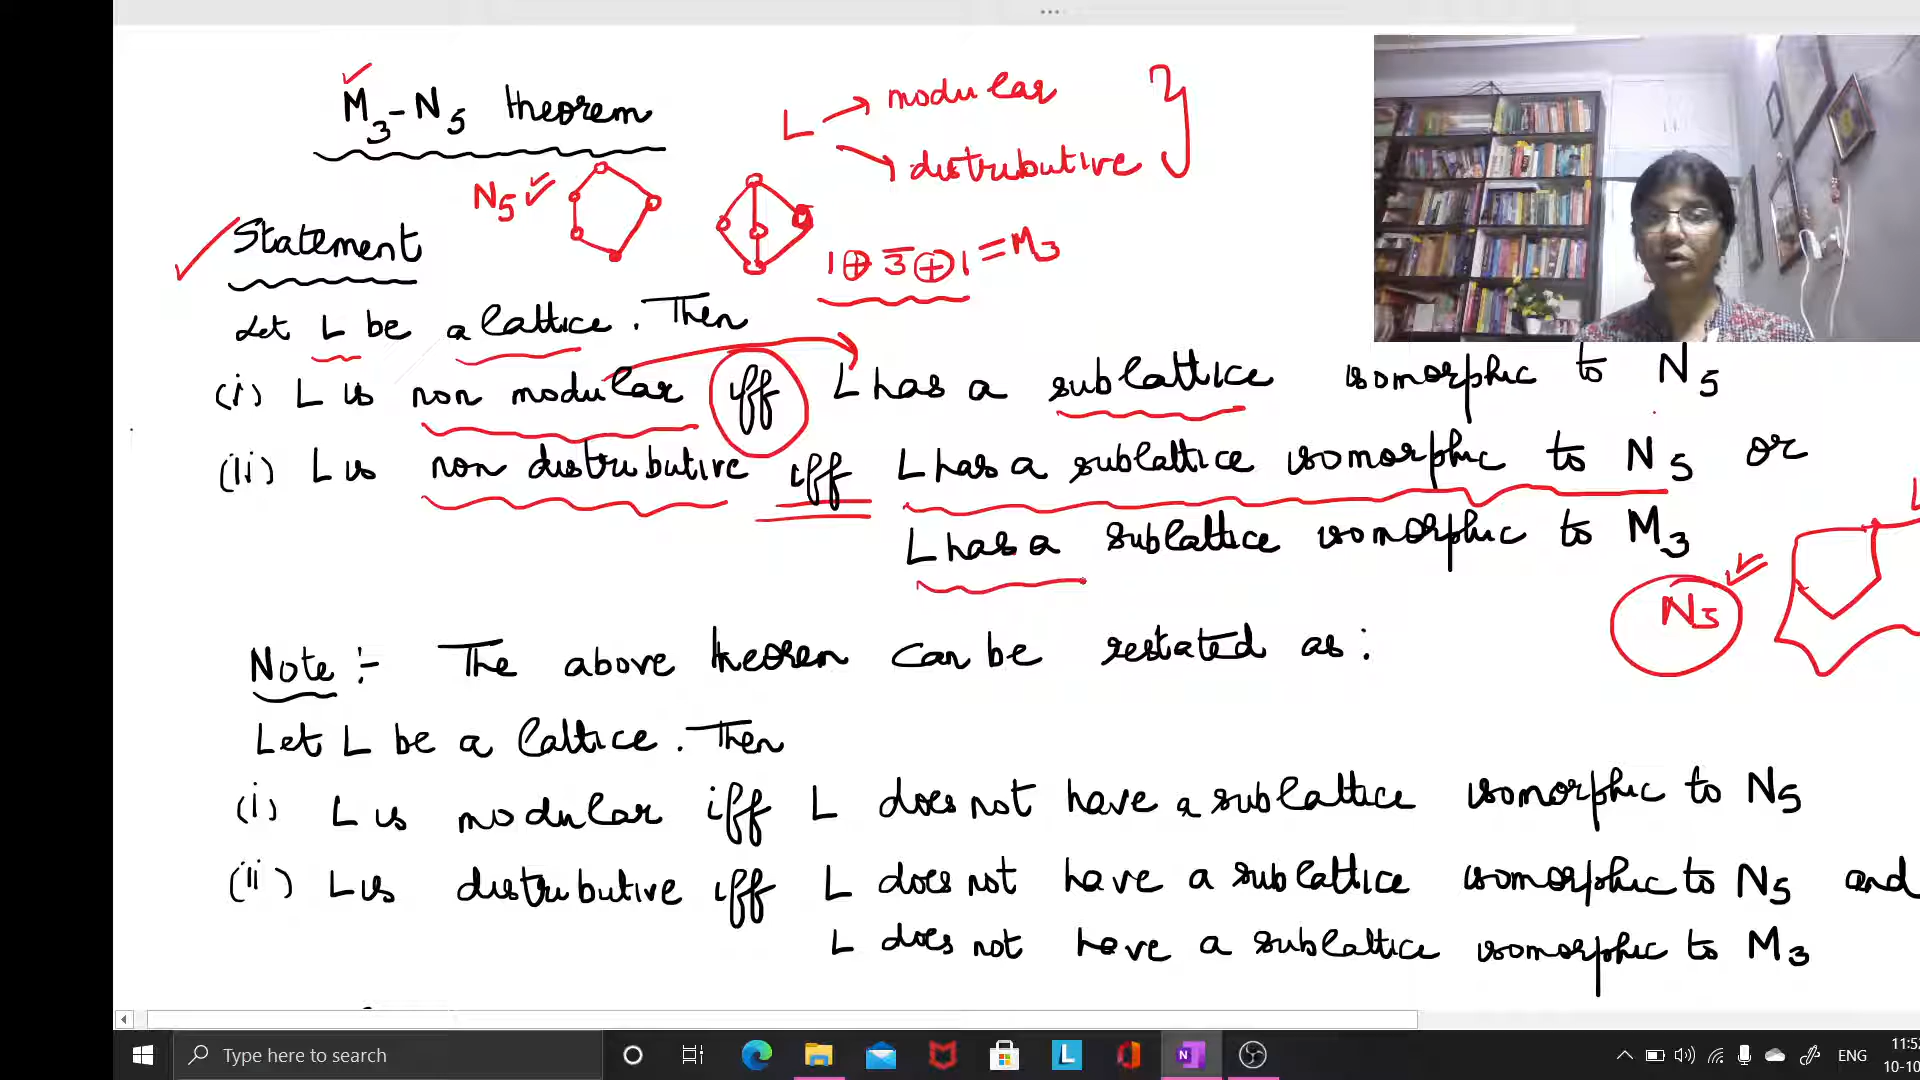 M3-N5 theorem
L → modular
→ distributive
N5
1 ⊕ 3̅ ⊕ 1 = M3
Statement
Let L be a lattice. Then
(i) L is non modular iff L has a sublattice isomorphic to N5
(ii) L is non distributive iff L has a sublattice isomorphic to N5 or
L has a sublattice isomorphic to M3
N5
L
Note :- The above theorem can be restated as :
Let L be a lattice. Then
(i) L is modular iff L does not have a sublattice isomorphic to N5
(ii) L is distributive iff L does not have a sublattice isomorphic to N5 and
L does not have a sublattice isomorphic to M3
Type here to search
ENG
11:52
10-10